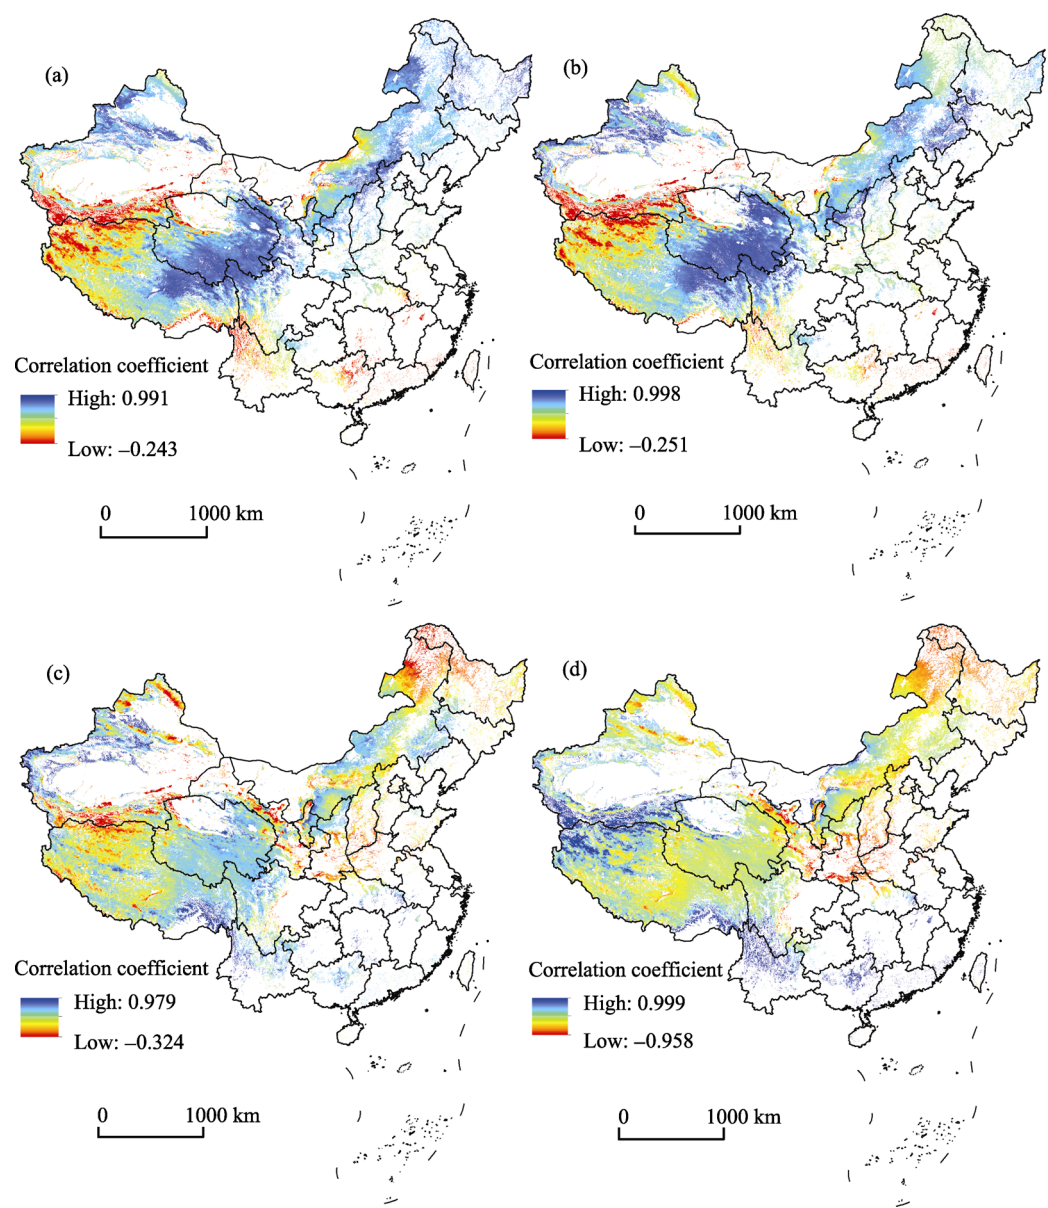 (a)
Correlation coefficient
High: 0.991
Low: –0.243
0 1000 km
(b)
Correlation coefficient
High: 0.998
Low: –0.251
0 1000 km
(c)
Correlation coefficient
High: 0.979
Low: –0.324
0 1000 km
(d)
Correlation coefficient
High: 0.999
Low: –0.958
0 1000 km